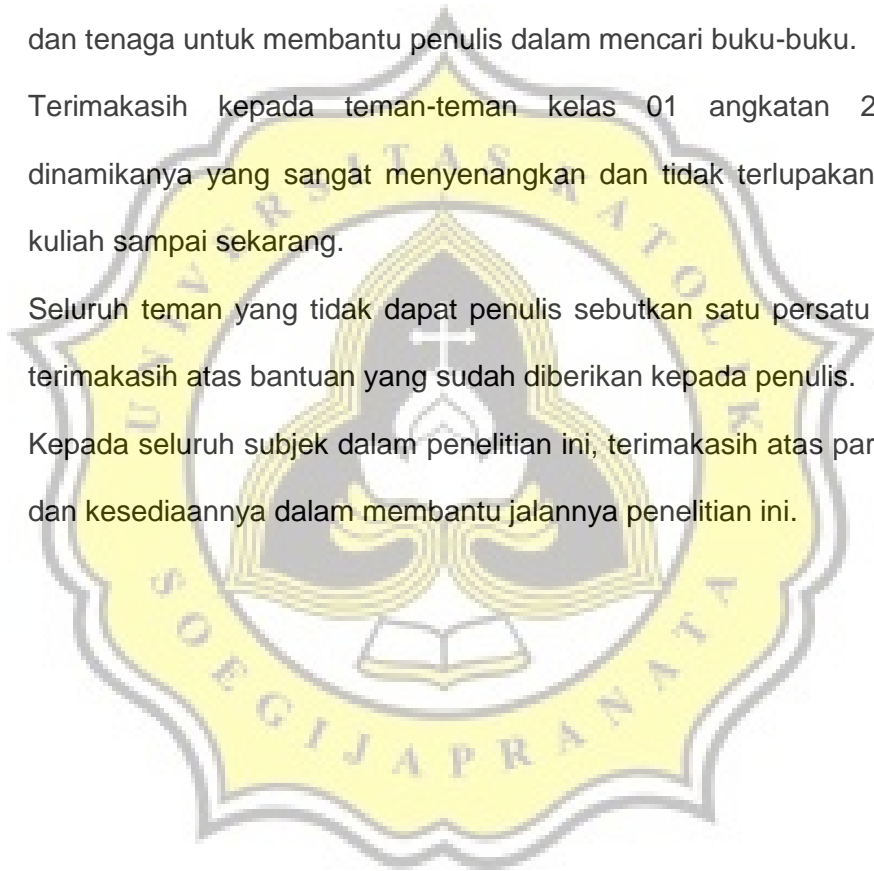 dan tenaga untuk membantu penulis dalam mencari buku-buku.
Terimakasih kepada teman-teman kelas 01 angkatan 2
dinamikanya yang sangat menyenangkan dan tidak terlupakan
kuliah sampai sekarang.
Seluruh teman yang tidak dapat penulis sebutkan satu persatu
terimakasih atas bantuan yang sudah diberikan kepada penulis.
Kepada seluruh subjek dalam penelitian ini, terimakasih atas par
dan kesediaannya dalam membantu jalannya penelitian ini.
UNIVERSITAS KATOLIK
SOEGIJAPRANATA